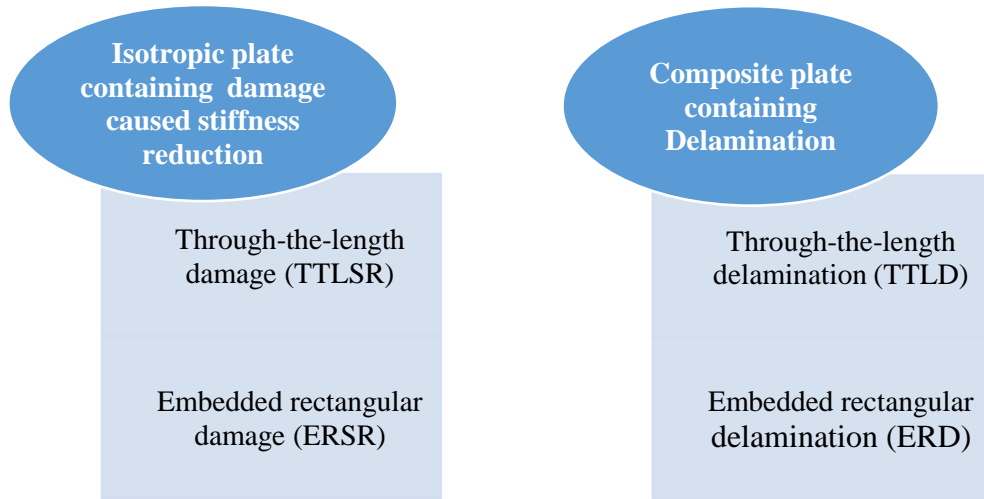 Isotropic plate
containing damage
caused stiffness
reduction
Through-the-length
damage (TTLSR)
Embedded rectangular
damage (ERSR)
Composite plate
containing
Delamination
Through-the-length
delamination (TTLD)
Embedded rectangular
delamination (ERD)